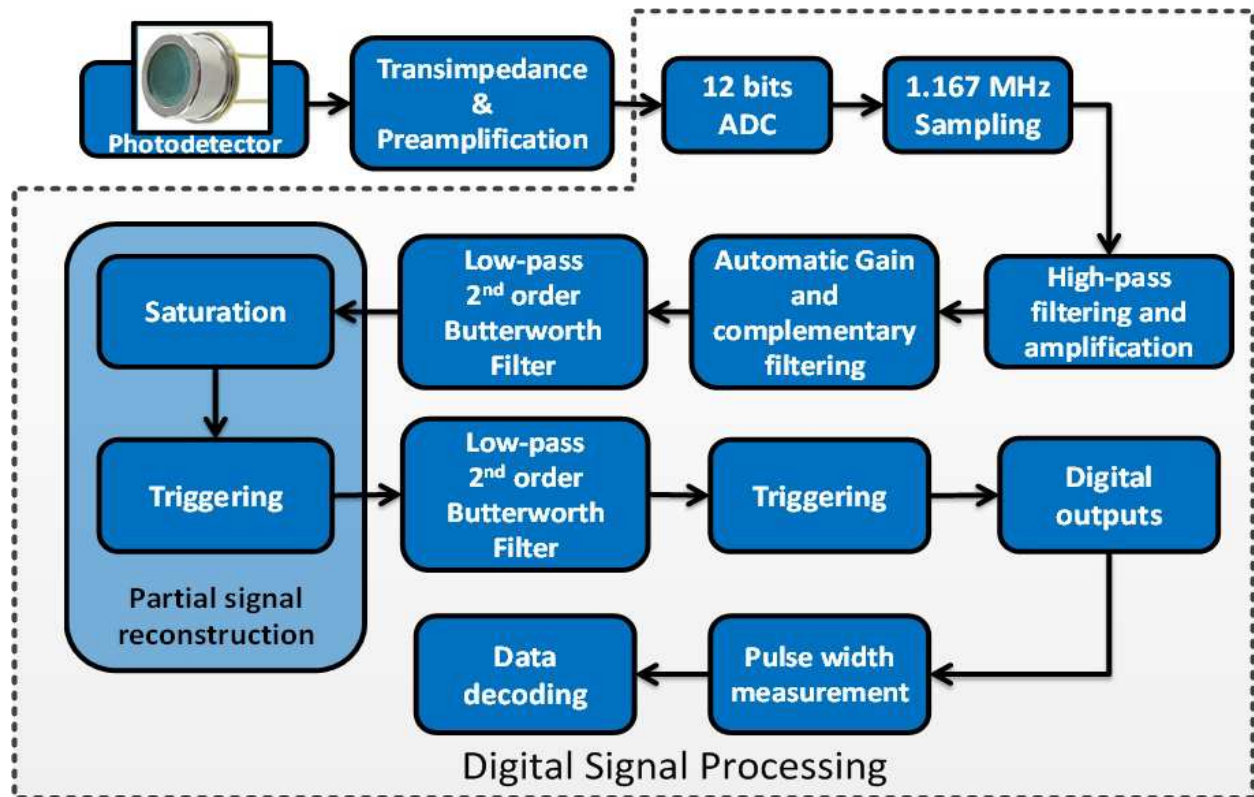 Photodetector
Transimpedance
&
Preamplification
12 bits
ADC
1.167 MHz
Sampling
High-pass
filtering and
amplification
Automatic Gain
and
complementary
filtering
Low-pass
2nd order
Butterworth
Filter
Saturation
Triggering
Partial signal
reconstruction
Low-pass
2nd order
Butterworth
Filter
Triggering
Digital
outputs
Pulse width
measurement
Data
decoding
Digital Signal Processing